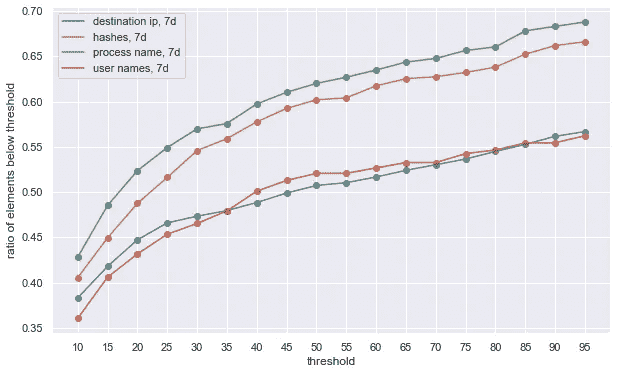 destination ip, 7d
hashes, 7d
process name, 7d
user names, 7d
ratio of elements below threshold
0.70
0.65
0.60
0.55
0.50
0.45
0.40
0.35
10 15 20 25 30 35 40 45 50 55 60 65 70 75 80 85 90 95
threshold